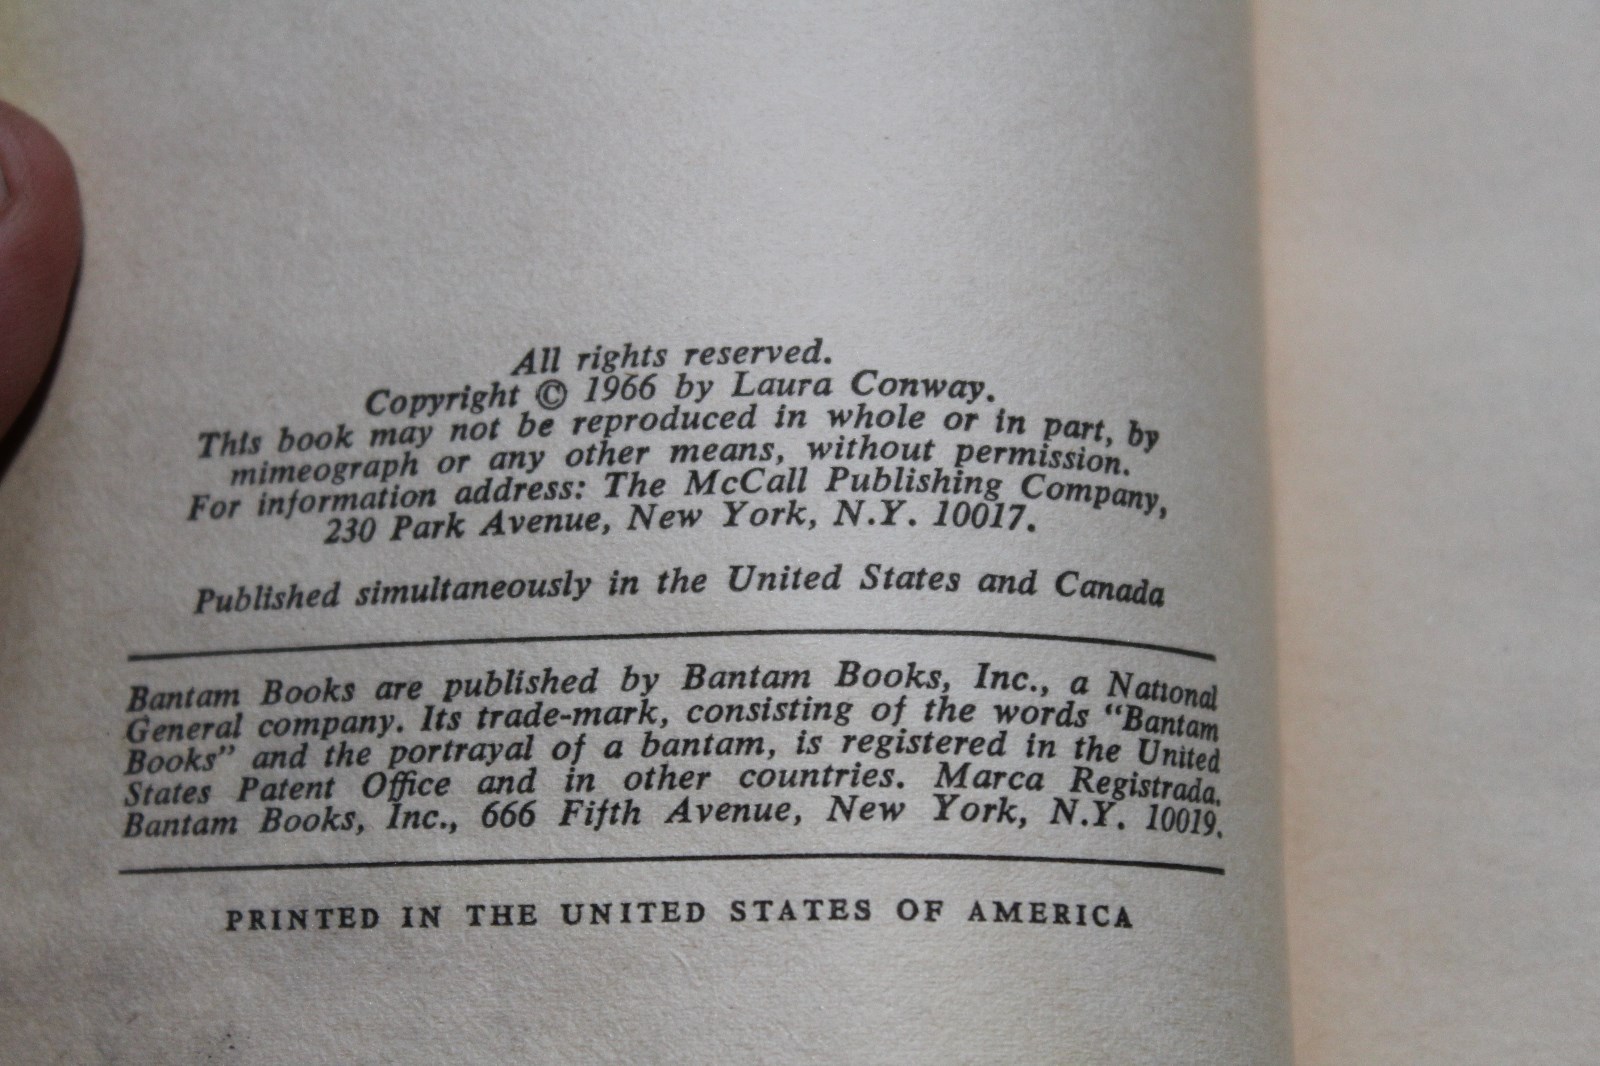 All rights reserved.
Copyright © 1966 by Laura Conway.
This book may not be reproduced in whole or in part, by
mimeograph or any other means, without permission.
For information address: The McCall Publishing Company,
230 Park Avenue, New York, N.Y. 10017.
Published simultaneously in the United States and Canada
Bantam Books are published by Bantam Books, Inc., a National
General company. Its trade-mark, consisting of the words "Bantam
Books" and the portrayal of a bantam, is registered in the United
States Patent Office and in other countries. Marca Registrada.
Bantam Books, Inc., 666 Fifth Avenue, New York, N.Y. 10019.
PRINTED IN THE UNITED STATES OF AMERICA